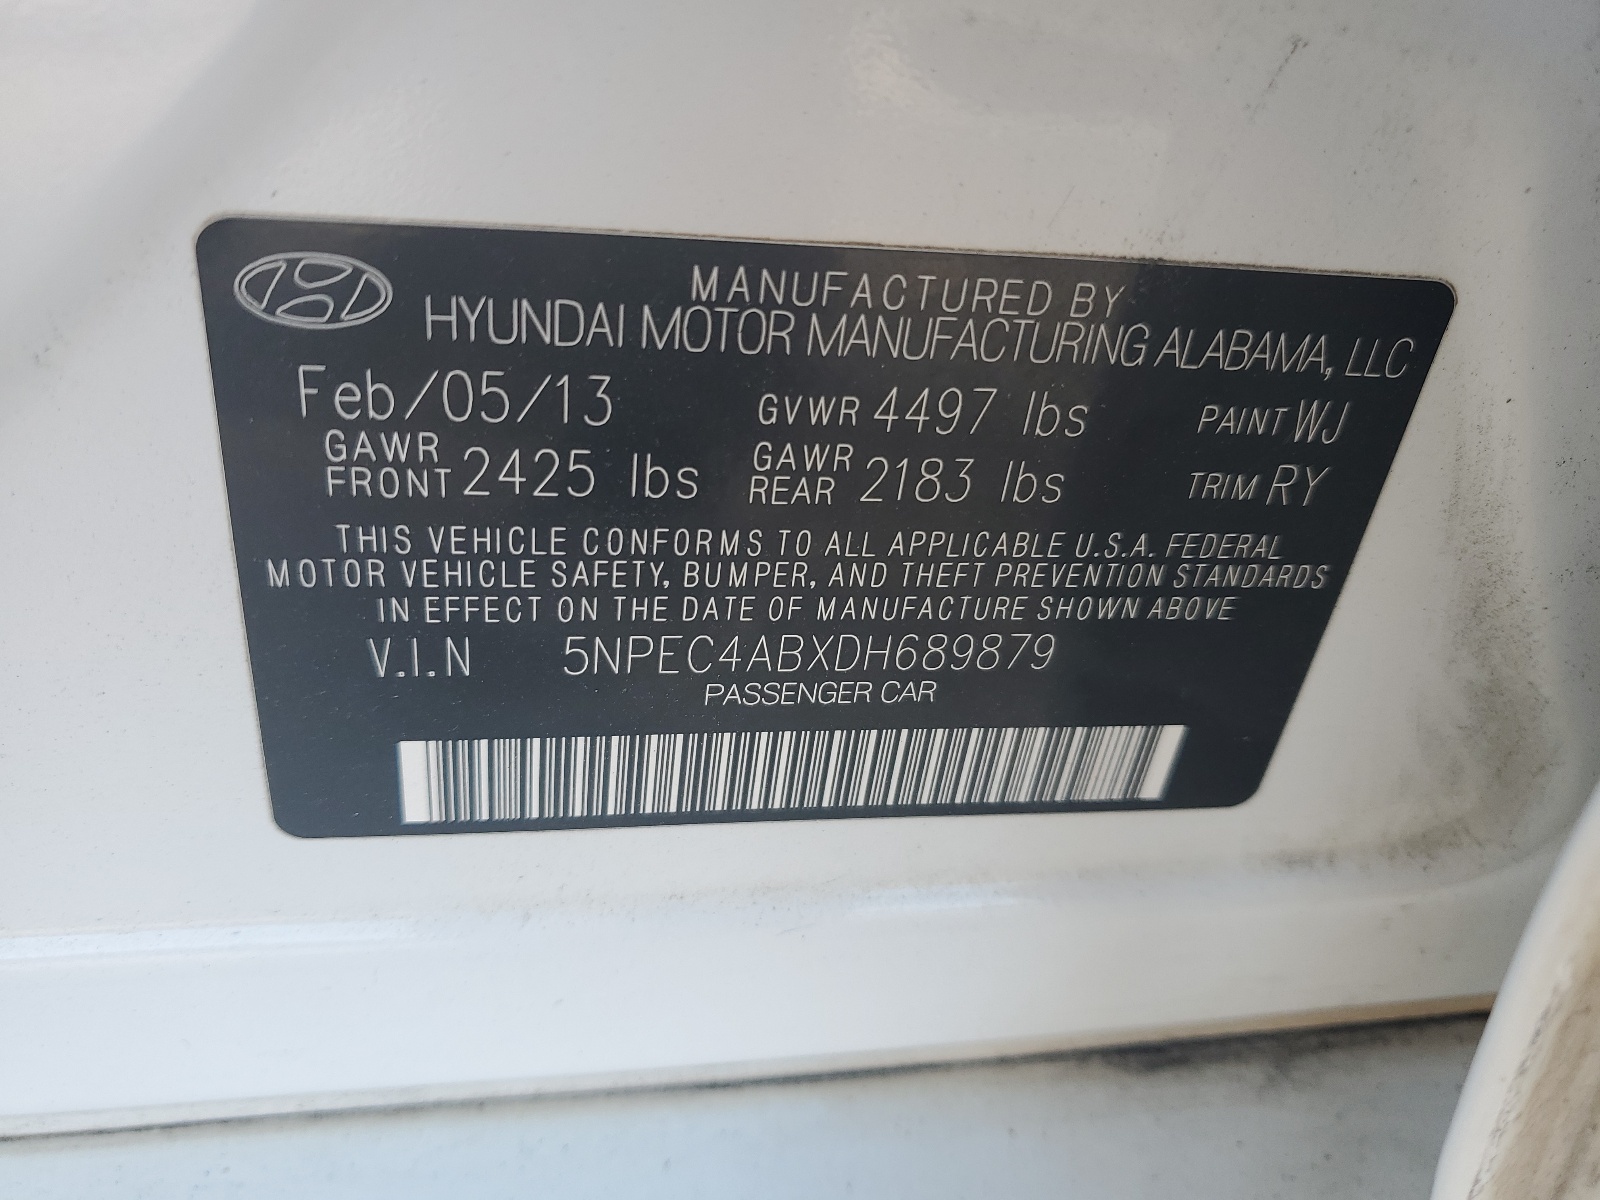 MANUFACTURED BY
HYUNDAI MOTOR MANUFACTURING ALABAMA, LLC
Feb/05/13 GVWR 4497 lbs PAINT WJ
GAWR FRONT 2425 lbs GAWR REAR 2183 lbs TRIM RY
THIS VEHICLE CONFORMS TO ALL APPLICABLE U.S.A. FEDERAL
MOTOR VEHICLE SAFETY, BUMPER, AND THEFT PREVENTION STANDARDS
IN EFFECT ON THE DATE OF MANUFACTURE SHOWN ABOVE
V.I.N 5NPEC4ABXDH689879
PASSENGER CAR